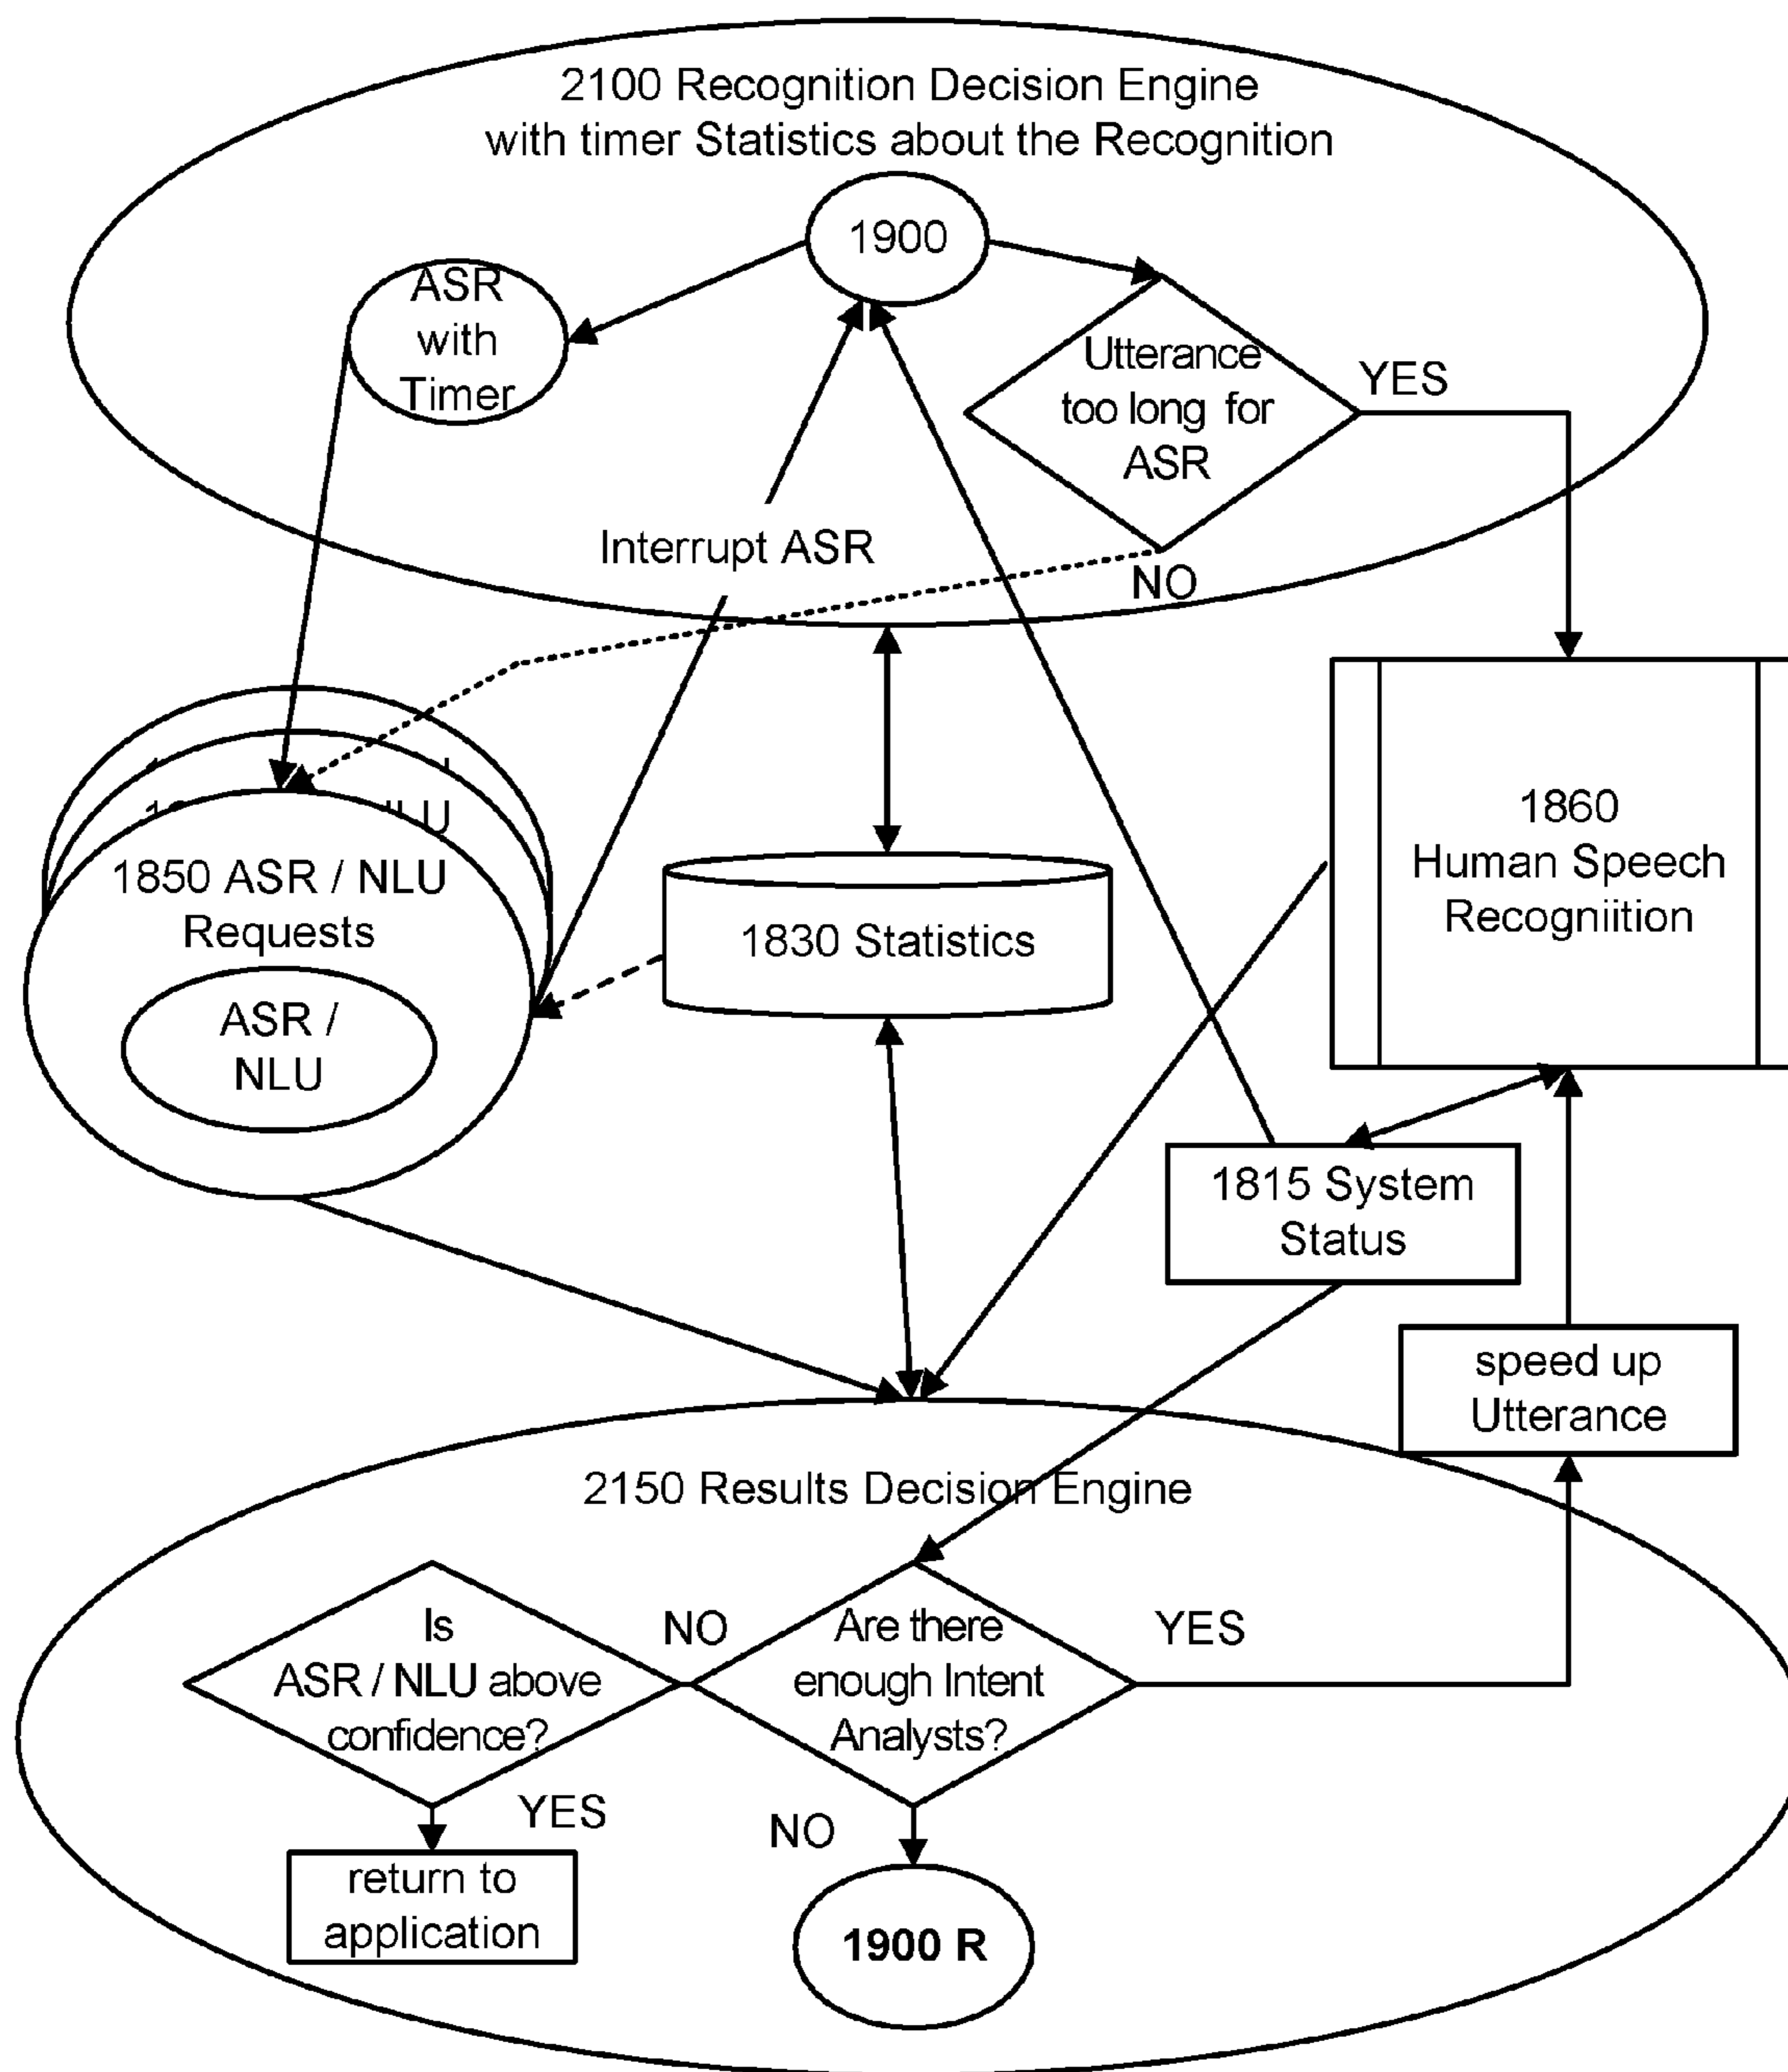 2100 Recognition Decision Engine
with timer Statistics about the Recognition
1900
ASR
with
Timer
Utterance
too long for
ASR
YES
Interrupt ASR
NO
NLU
1850 ASR / NLU
Requests
ASR /
NLU
1830 Statistics
1860
Human Speech
Recogniition
1815 System
Status
speed up
Utterance
2150 Results Decision Engine
Is
ASR / NLU above
confidence?
NO
Are there
enough Intent
Analysts?
YES
YES
NO
return to
application
1900 R